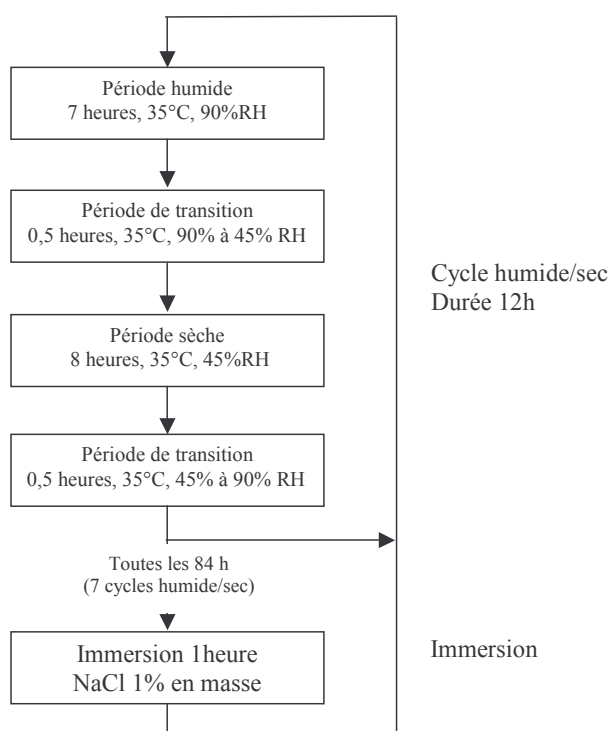 Période humide
7 heures, 35°C, 90%RH
Période de transition
0,5 heures, 35°C, 90% à 45% RH
Cycle humide/sec
Durée 12h
Période sèche
8 heures, 35°C, 45%RH
Période de transition
0,5 heures, 35°C, 45% à 90% RH
Toutes les 84 h
(7 cycles humide/sec)
Immersion 1heure
NaCl 1% en masse
Immersion